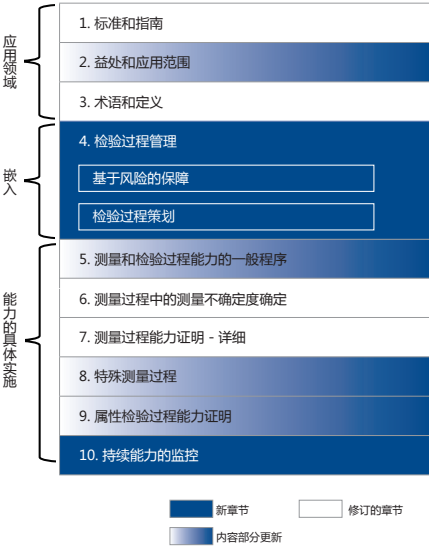 应用领域
1. 标准和指南
2. 益处和应用范围
3. 术语和定义
嵌入
4. 检验过程管理
基于风险的保障
检验过程策划
能力的具体实施
5. 测量和检验过程能力的一般程序
6. 测量过程中的测量不确定度确定
7. 测量过程能力证明 - 详细
8. 特殊测量过程
9. 属性检验过程能力证明
10. 持续能力的监控
新章节
修订的章节
内容部分更新